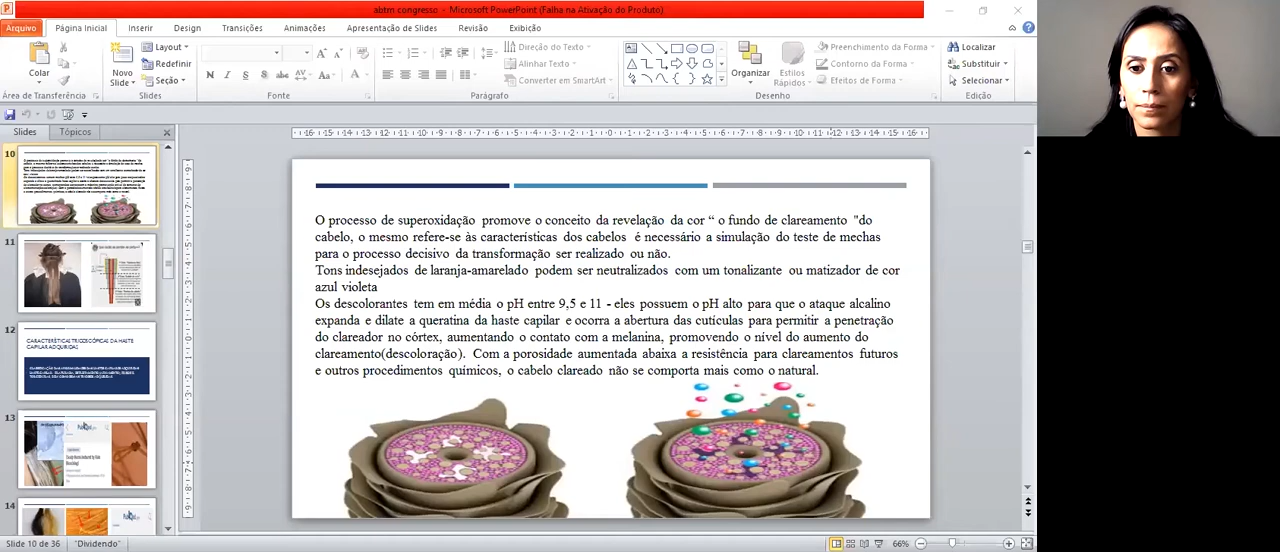 abtm congresso - Microsoft PowerPoint (Falha na Ativação do Produto)
Arquivo Página Inicial Inserir Design Transições Animações Apresentação de Slides Revisão Exibição
Colar
Novo Slide
Layout
Redefinir
Seção
N I S
Direção do Texto
Alinhar Texto
Converter em SmartArt
Organizar
Estilos Rápidos
Preenchimento da Forma
Contorno da Forma
Efeitos de Forma
Localizar
Substituir
Selecionar
Área de Transferência Slides Fonte Parágrafo Desenho Edição
Slides Tópicos
10
11
12
CARACTERÍSTICAS TRICOSCÓPICAS DA HASTE
CAPILAR ADQUIRIDAS
13
14
O processo de superoxidação promove o conceito da revelação da cor “ o fundo de clareamento "do
cabelo, o mesmo refere-se às características dos cabelos é necessário a simulação do teste de mechas
para o processo decisivo da transformação ser realizado ou não.
Tons indesejados de laranja-amarelado podem ser neutralizados com um tonalizante ou matizador de cor
azul violeta
Os descolorantes tem em média o pH entre 9,5 e 11 - eles possuem o pH alto para que o ataque alcalino
expanda e dilate a queratina da haste capilar e ocorra a abertura das cutículas para permitir a penetração
do clareador no córtex, aumentando o contato com a melanina, promovendo o nível do aumento do
clareamento(descoloração). Com a porosidade aumentada abaixa a resistência para clareamentos futuros
e outros procedimentos químicos, o cabelo clareado não se comporta mais como o natural.
Slide 10 de 36 "Dividendo" 66%